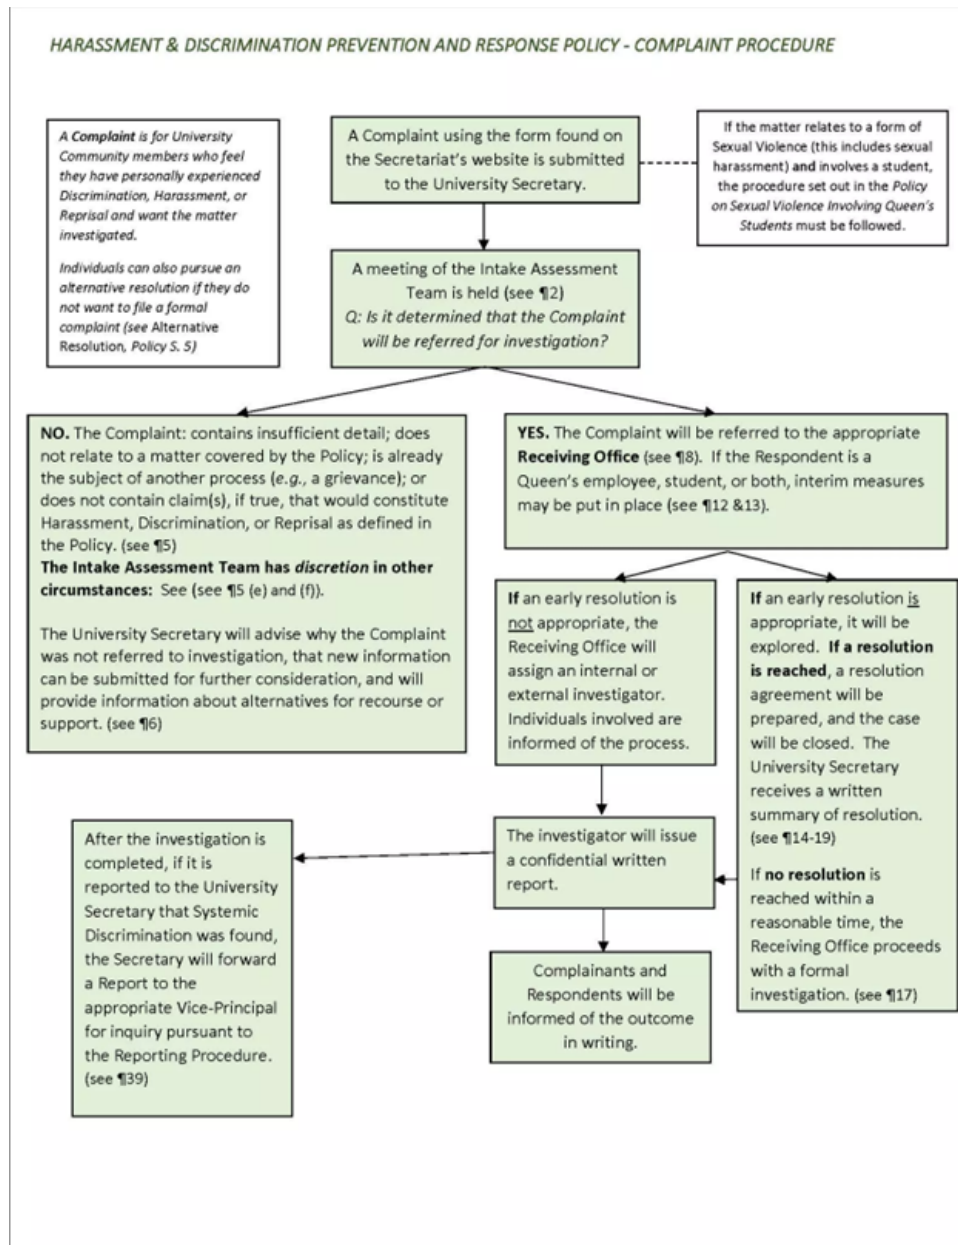 HARASSMENT & DISCRIMINATION PREVENTION AND RESPONSE POLICY - COMPLAINT PROCEDURE
A Complaint is for University
Community members who feel
they have personally experienced
Discrimination, Harassment, or
Reprisal and want the matter
investigated.
Individuals can also pursue an
alternative resolution if they do
not want to file a formal
complaint (see Alternative
Resolution, Policy S. 5)
A Complaint using the form found on
the Secretariat's website is submitted
to the University Secretary.
If the matter relates to a form of
Sexual Violence (this includes sexual
harassment) and involves a student,
the procedure set out in the Policy
on Sexual Violence Involving Queen's
Students must be followed.
A meeting of the Intake Assessment
Team is held (see ¶2)
Q: Is it determined that the Complaint
will be referred for investigation?
NO. The Complaint: contains insufficient detail; does
not relate to a matter covered by the Policy; is already
the subject of another process (e.g., a grievance); or
does not contain claim(s), if true, that would constitute
Harassment, Discrimination, or Reprisal as defined in
the Policy. (see ¶5)
The Intake Assessment Team has discretion in other
circumstances: See (see ¶5 (e) and (f)).
The University Secretary will advise why the Complaint
was not referred to investigation, that new information
can be submitted for further consideration, and will
provide information about alternatives for recourse or
support. (see ¶6)
YES. The Complaint will be referred to the appropriate
Receiving Office (see ¶8). If the Respondent is a
Queen's employee, student, or both, interim measures
may be put in place (see ¶12 &13).
If an early resolution is
not appropriate, the
Receiving Office will
assign an internal or
external investigator.
Individuals involved are
informed of the process.
If an early resolution is
appropriate, it will be
explored. If a resolution
is reached, a resolution
agreement will be
prepared, and the case
will be closed. The
University Secretary
receives a written
summary of resolution.
(see ¶14-19)
If no resolution is
reached within a
reasonable time, the
Receiving Office proceeds
with a formal
investigation. (see ¶17)
The investigator will issue
a confidential written
report.
After the investigation is
completed, if it is
reported to the University
Secretary that Systemic
Discrimination was found,
the Secretary will forward
a Report to the
appropriate Vice-Principal
for inquiry pursuant to
the Reporting Procedure.
(see ¶39)
Complainants and
Respondents will be
informed of the outcome
in writing.